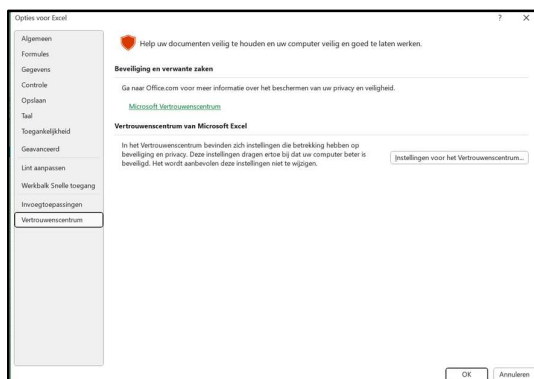 Opties voor Excel
?
Algemeen
Formules
Gegevens
Controle
Opslaan
Taal
Toegankelijkheid
Geavanceerd
Lint aanpassen
Werkbalk Snelle toegang
Invoegtoepassingen
Vertrouwenscentrum
Help uw documenten veilig te houden en uw computer veilig en goed te laten werken.
Beveiliging en verwante zaken
Ga naar Office.com voor meer informatie over het beschermen van uw privacy en veiligheid.
Microsoft Vertrouwenscentrum
Vertrouwenscentrum van Microsoft Excel
In het Vertrouwenscentrum bevinden zich instellingen die betrekking hebben op
beveiliging en privacy. Deze instellingen dragen ertoe bij dat uw computer beter is
beveiligd. Het wordt aanbevolen deze instellingen niet te wijzigen.
Instellingen voor het Vertrouwenscentrum...
OK
Annuleren